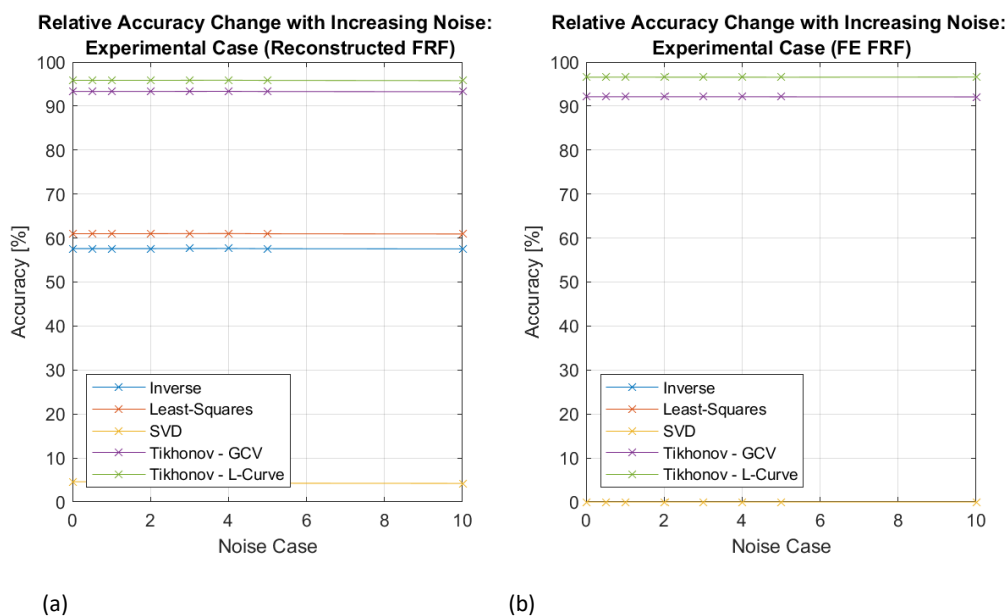 Relative Accuracy Change with Increasing Noise:
Experimental Case (Reconstructed FRF)
100
90
80
70
60
50
40
30
20
10
0
Accuracy [%]
Inverse
Least-Squares
SVD
Tikhonov - GCV
Tikhonov - L-Curve
0 2 4 6 8 10
Noise Case
(a)
Relative Accuracy Change with Increasing Noise:
Experimental Case (FE FRF)
100
90
80
70
60
50
40
30
20
10
0
Accuracy [%]
Inverse
Least-Squares
SVD
Tikhonov - GCV
Tikhonov - L-Curve
0 2 4 6 8 10
Noise Case
(b)